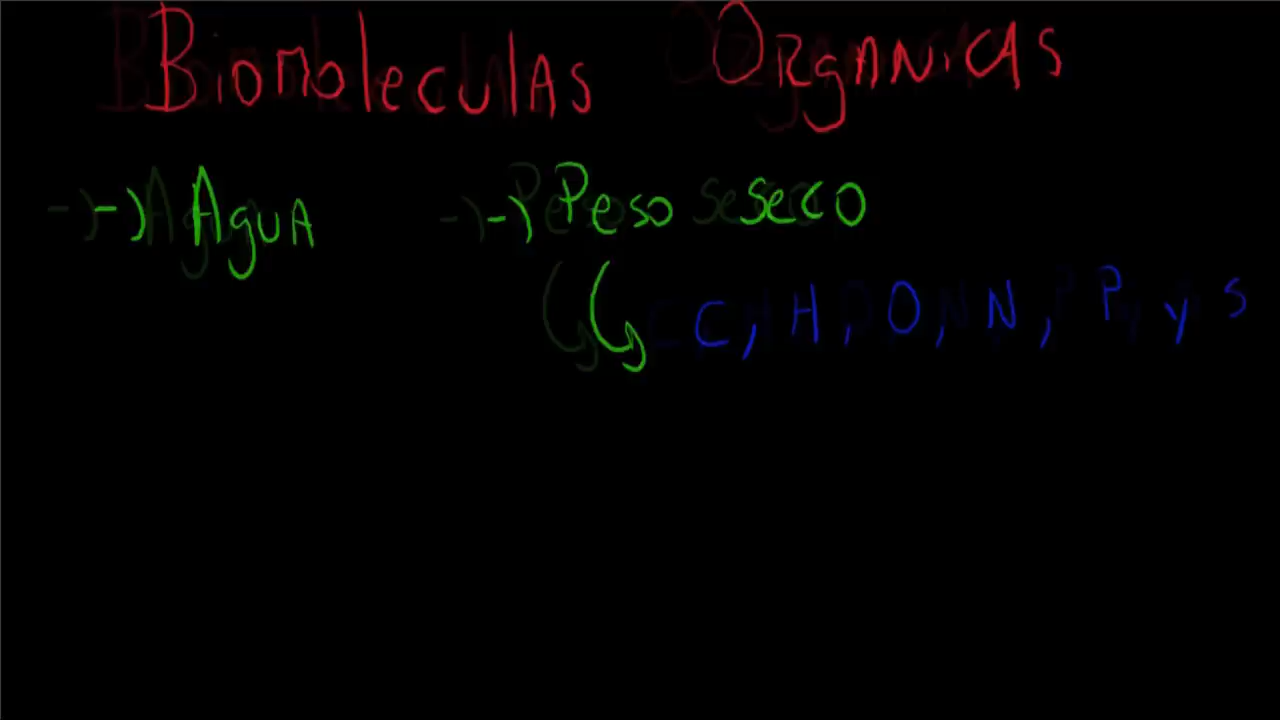 Biomoleculas Organicas
-) Agua -) Peso seco
C, H, O, N, P y S